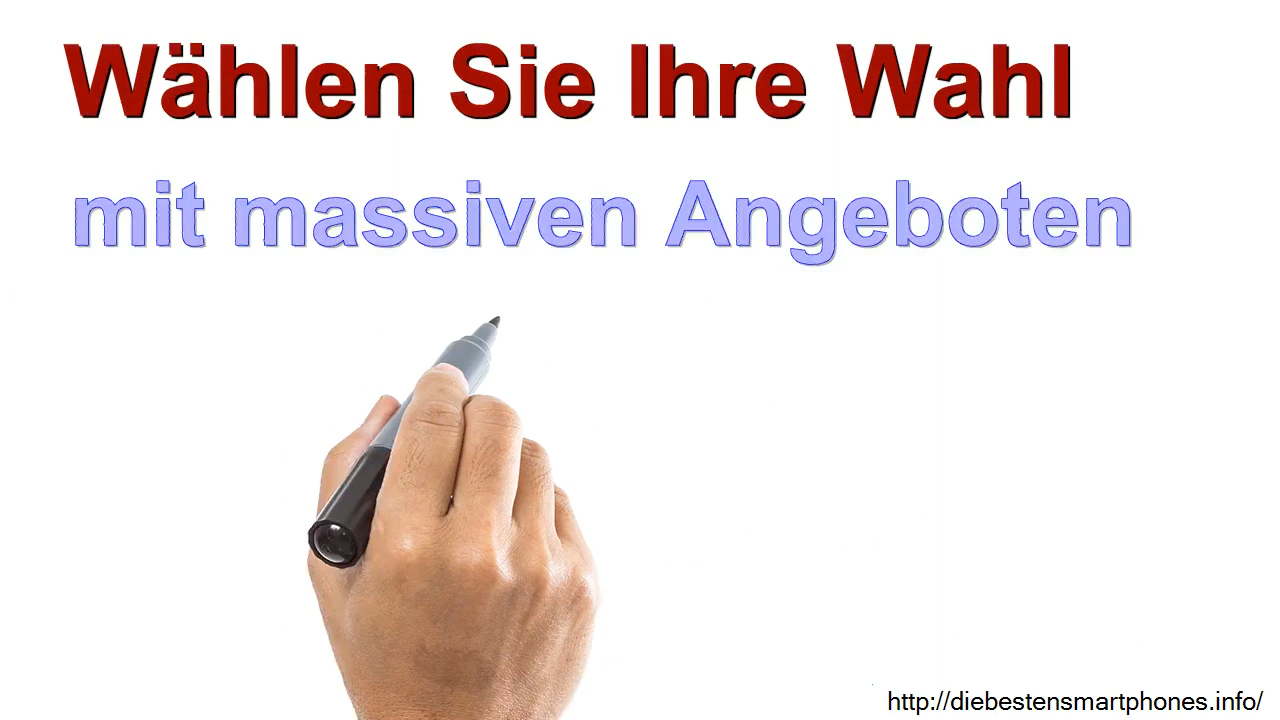 Wählen Sie Ihre Wahl
mit massiven Angeboten
http://diebestensmartphones.info/